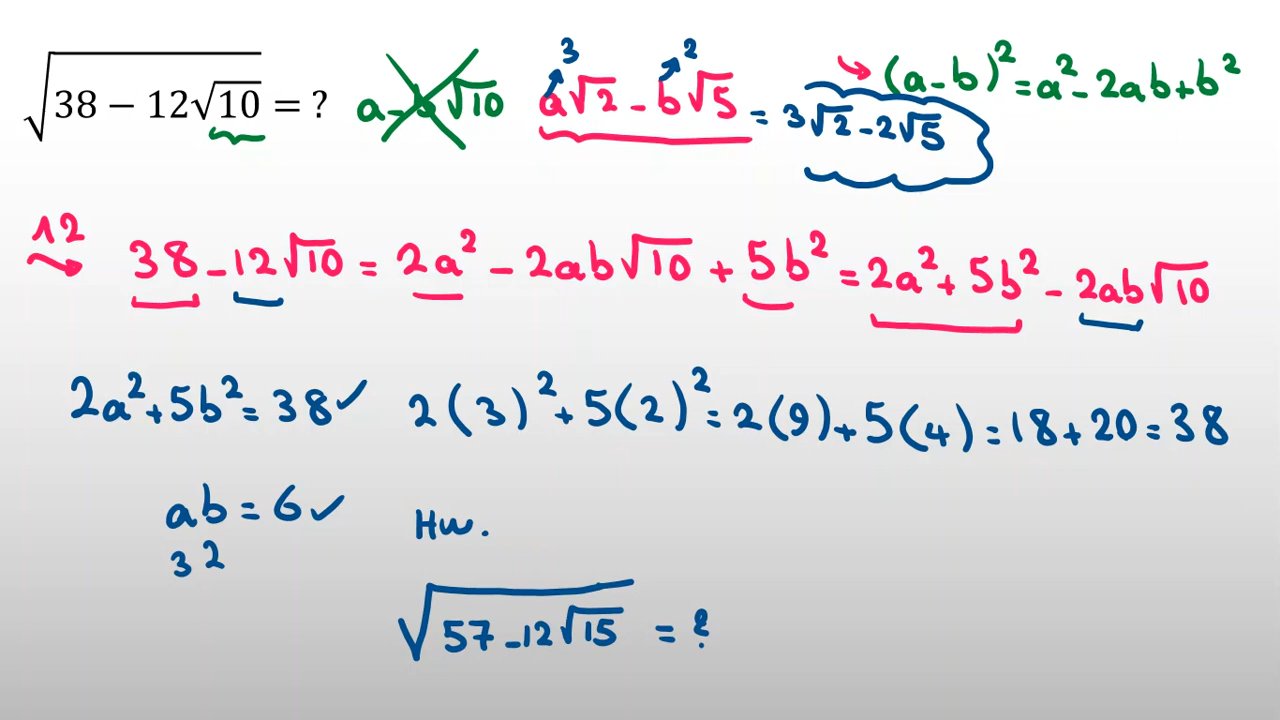 √(38 − 12√10) = ? a - b√10 a√2 - b√5 = 3√2 - 2√5 (a-b)² = a² - 2ab + b²
3 2
12
38 - 12√10 = 2a² - 2ab√10 + 5b² = 2a² + 5b² - 2ab√10
2a² + 5b² = 38 ✓ 2(3)² + 5(2)² = 2(9) + 5(4) = 18 + 20 = 38
ab = 6 ✓
3 2
Hw.
√(57 - 12√15) = ?